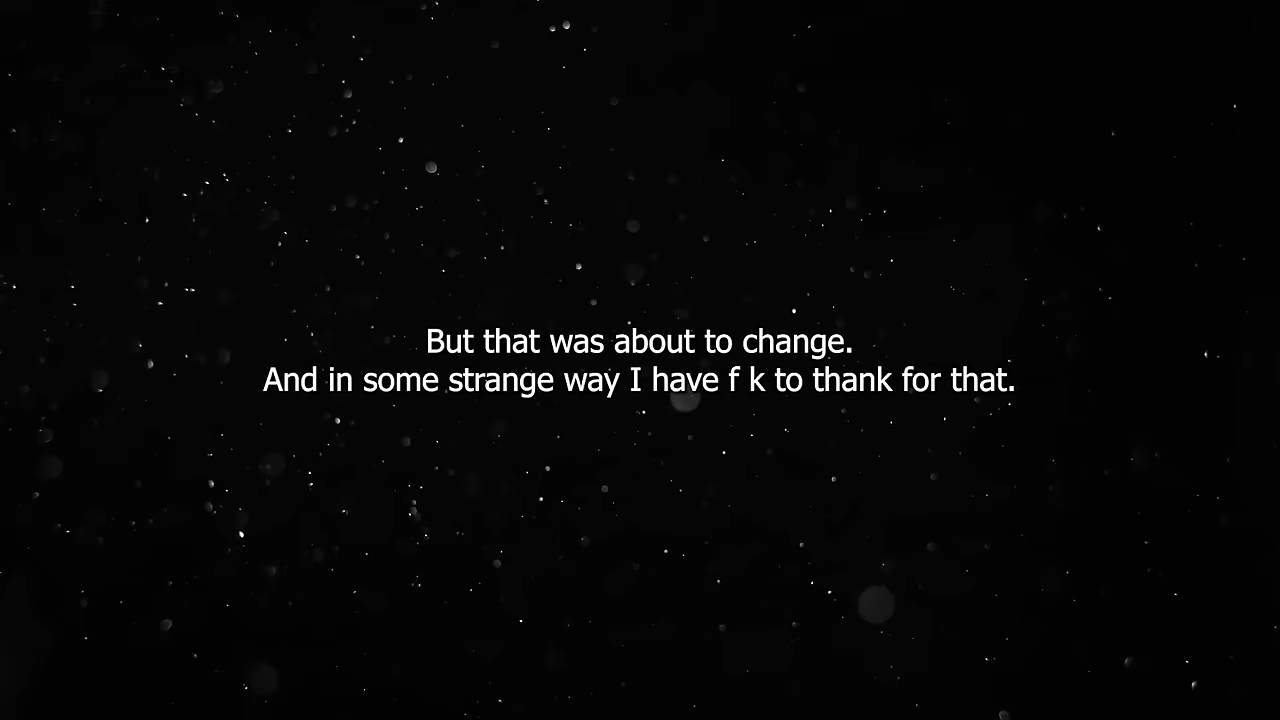 But that was about to change.
And in some strange way I have f k to thank for that.